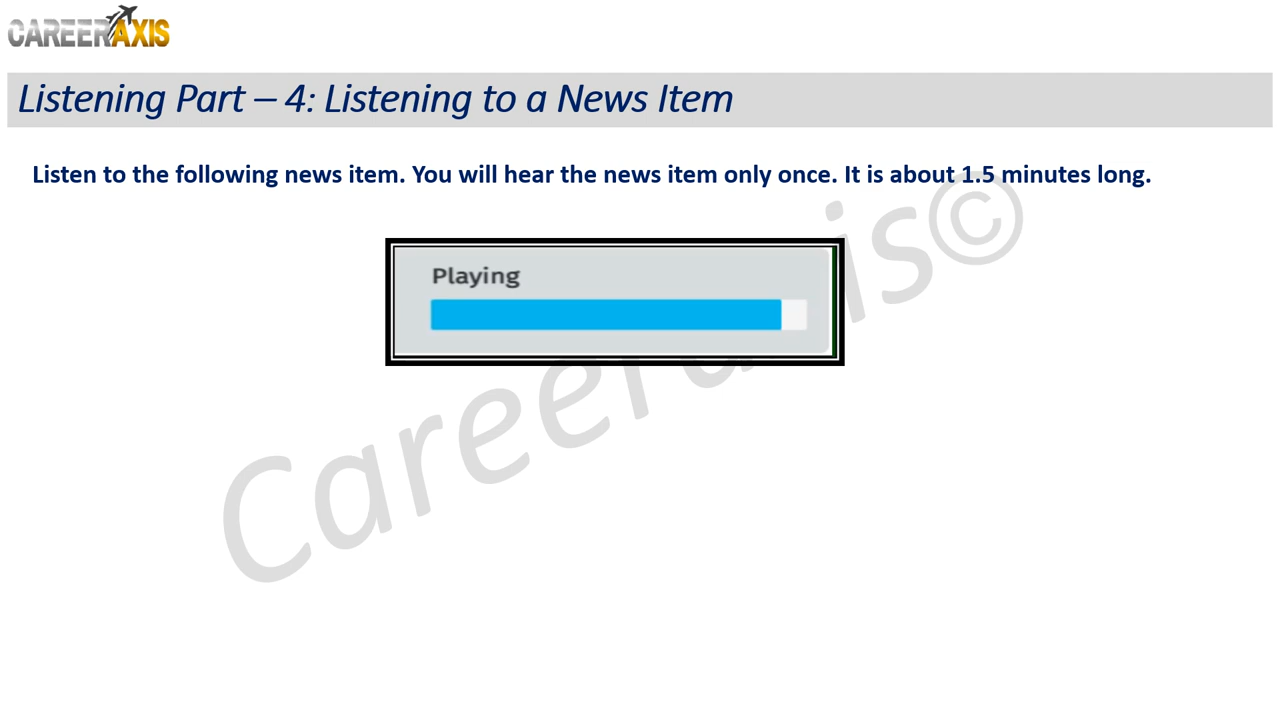 CAREERAXIS
Listening Part – 4: Listening to a News Item
Listen to the following news item. You will hear the news item only once. It is about 1.5 minutes long.
Playing
Careeraxis©